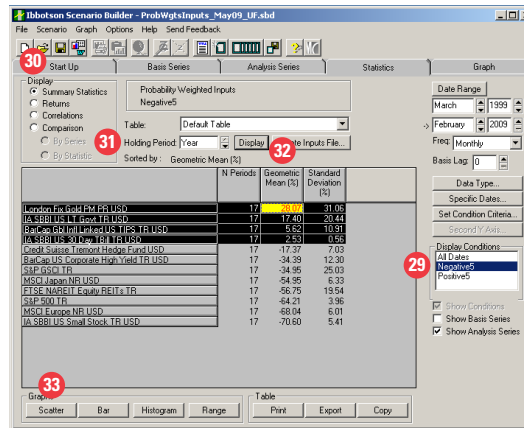 Ibbotson Scenario Builder - ProbWgtsInputs_May09_UF.sbd
File Scenario Graph Options Help Send Feedback
30
Start Up Basis Series Analysis Series Statistics Graph
Display
Summary Statistics
Returns
Correlations
Comparison
By Series
By Statistic
Probability Weighted Inputs
Negative5
Table: Default Table
31 Holding Period: Year Display Inputs File...
32
Sorted by : Geometric Mean (%)
Date Range
March 1999
-> February 2009
Freq: Monthly
Basis Lag: 0
Data Type...
Specific Dates...
Set Condition Criteria...
Second Y Axis...
29
Display Conditions
All Dates
Negative5
Positive5
Show Conditions
Show Basis Series
Show Analysis Series
N Periods Geometric Mean (%) Standard Deviation (%)
London Fix Gold PM PR USD 17 28.07 31.06
IA SBBI US LT Govt TR USD 17 17.40 20.44
BarCap Gbl Infl Linked US TIPS TR USD 17 5.62 10.91
IA SBBI US 30 Day TBill TR USD 17 2.53 0.56
Credit Suisse Tremont Hedge Fund USD 17 -17.37 7.03
BarCap US Corporate High Yield TR USD 17 -34.39 12.30
S&P GSCI TR 17 -34.95 25.03
MSCI Japan NR USD 17 -54.95 6.33
FTSE NAREIT Equity REITs TR 17 -56.75 19.54
S&P 500 TR 17 -64.21 3.96
MSCI Europe NR USD 17 -68.04 6.01
IA SBBI US Small Stock TR USD 17 -70.60 5.41
33
Graphs
Scatter Bar Histogram Range
Table
Print Export Copy